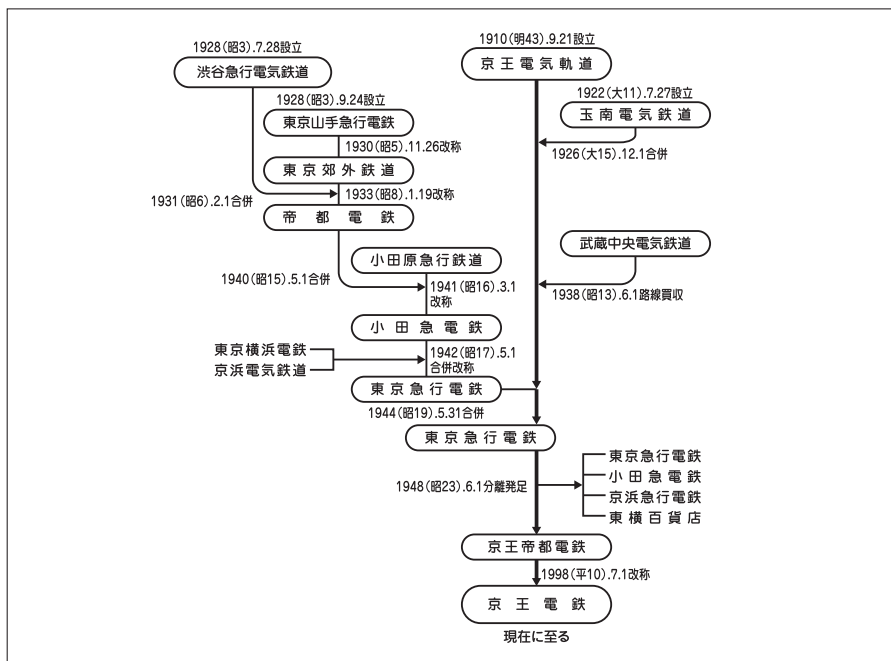 1910(明43).9.21設立
京王電気軌道
1928(昭3).7.28設立
渋谷急行電気鉄道
1922(大11).7.27設立
玉南電気鉄道
1928(昭3).9.24設立
東京山手急行電鉄
1930(昭5).11.26改称
1926(大15).12.1合併
東京郊外鉄道
1931(昭6).2.1合併
1933(昭8).1.19改称
帝都電鉄
武蔵中央電気鉄道
小田原急行鉄道
1940(昭15).5.1合併
1941(昭16).3.1
改称
1938(昭13).6.1路線買収
小田急電鉄
東京横浜電鉄
京浜電気鉄道
1942(昭17).5.1
合併改称
東京急行電鉄
1944(昭19).5.31合併
東京急行電鉄
1948(昭23).6.1分離発足
東京急行電鉄
小田急電鉄
京浜急行電鉄
東横百貨店
京王帝都電鉄
1998(平10).7.1改称
京王電鉄
現在に至る